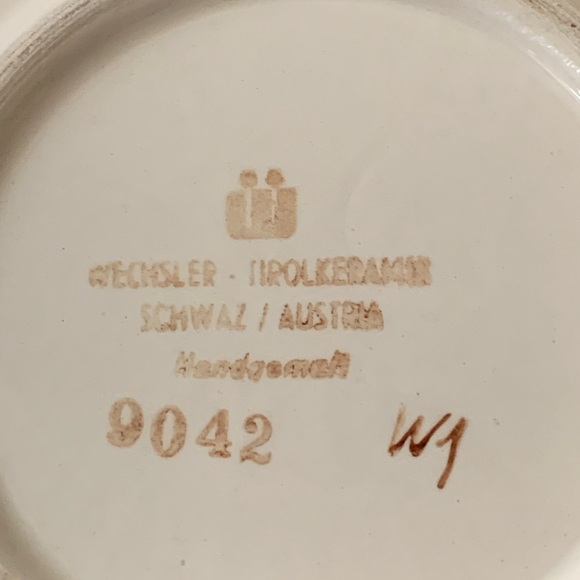 WECHSLER - TIROLKERAMIK
SCHWAZ / AUSTRIA
Handgemalt
9042 W1